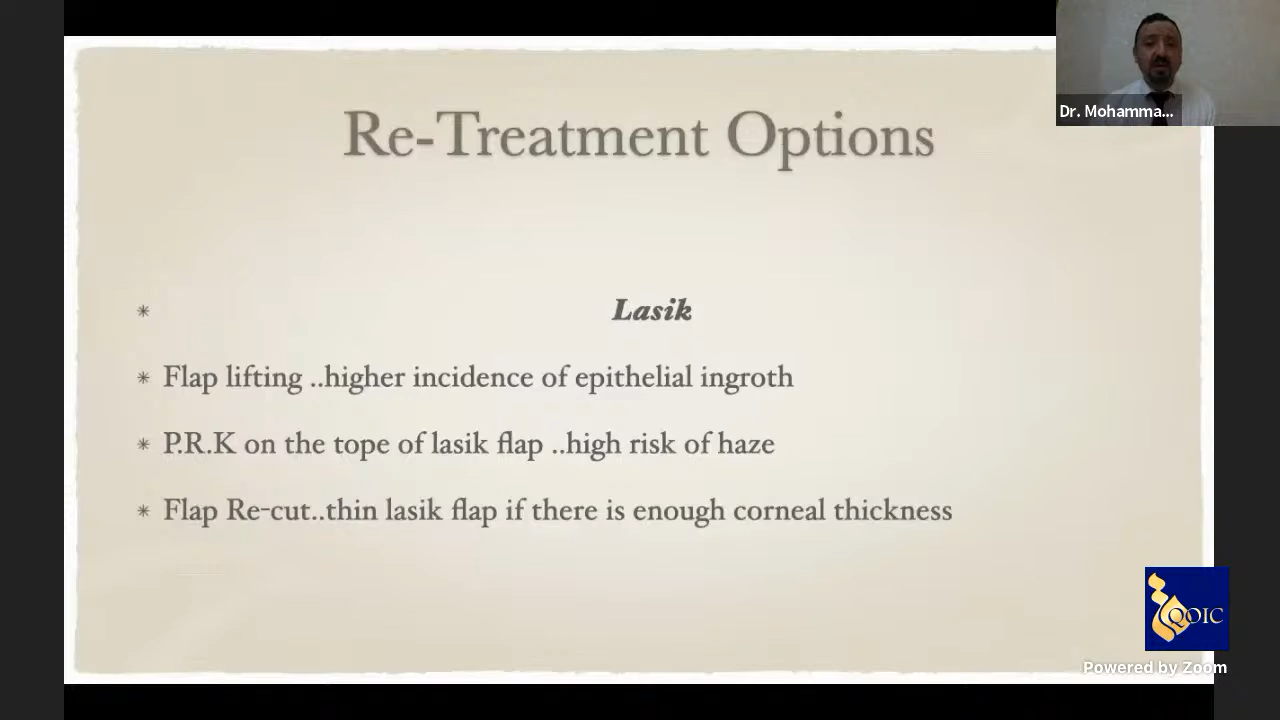 Re-Treatment Options
Dr. Mohamma...
* Lasik
* Flap lifting ..higher incidence of epithelial ingroth
* P.R.K on the tope of lasik flap ..high risk of haze
* Flap Re-cut..thin lasik flap if there is enough corneal thickness
QOIC
Powered by Zoom